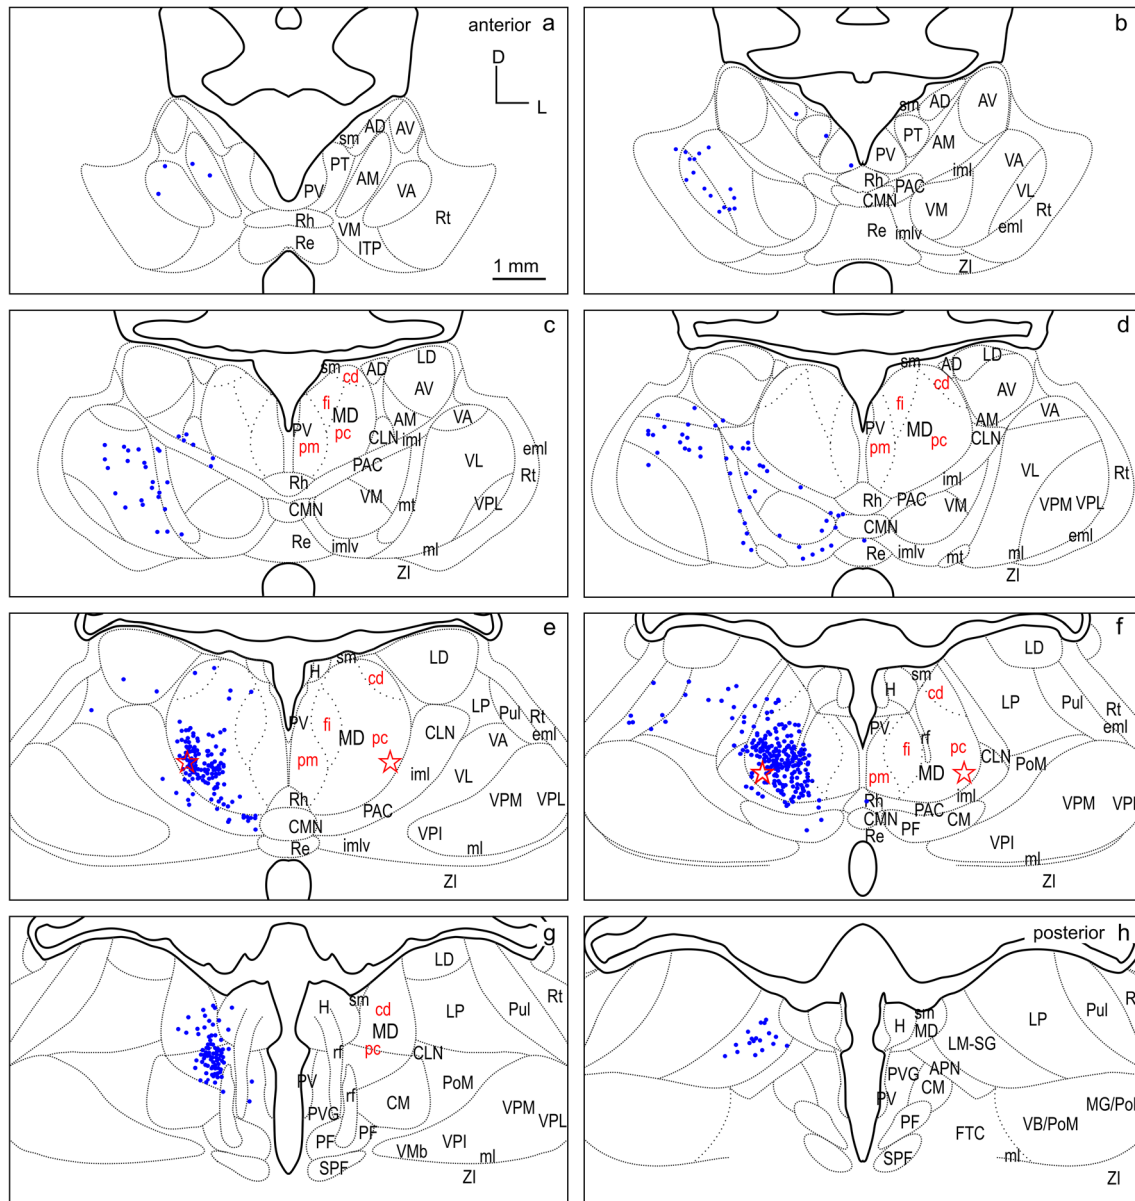 anterior a
D
L
AD
AV
sm
PT
AM
PV
VA
Rh
Rt
VM
Re
ITP
1 mm
b
sm
AD
AV
PT
AM
PV
iml
VA
Rh
PAC
VL
CMN
VM
Rt
Re
imlv
eml
ZI
c
sm
AD
LD
cd
AV
fi
MD
AM
VA
PV
pc
CLN
iml
pm
eml
PAC
VL
Rt
Rh
VM
CMN
mt
VPL
Re
imlv
ml
ZI
d
sm
AD
LD
cd
AV
fi
AM
VA
PV
MD
pc
CLN
pm
VL
Rt
iml
Rh
PAC
VM
VPM
VPL
CMN
eml
Re
imlv
mt
ml
ZI
e
sm
H
LD
cd
LP
Pul
Rt
PV
fi
CLN
eml
MD
pc
VA
pm
iml
VL
Rh
PAC
VPM
VPL
CMN
VPI
Re
imlv
ml
ZI
f
sm
LD
H
cd
LP
Pul
Rt
PV
rf
eml
fi
pc
CLN
PoM
pm
MD
iml
Rh
PAC
VPM
VPL
CMN
CM
PF
Re
VPI
ml
ZI
g
LD
H
sm
Rt
cd
LP
Pul
MD
rf
pc
CLN
PV
PoM
rf
PVG
CM
VPM
VPL
PF
PF
VMb
VPI
ml
SPF
ZI
posterior h
sm
R
H
MD
LP
Pul
LM-SG
PVG
APN
CM
PV
MG/PoM
PF
FTC
VB/PoM
SPF
ml
ZI